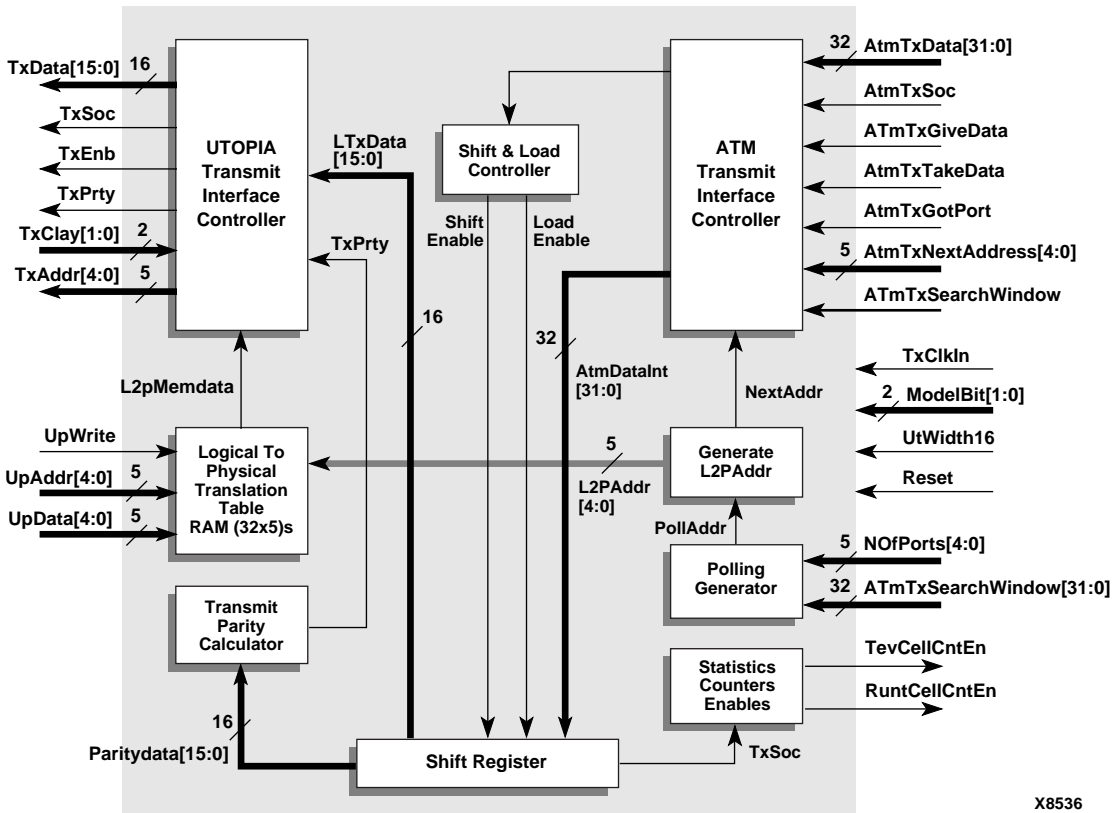 TxData[15:0]
16
TxSoc
TxEnb
TxPrty
TxClay[1:0]
2
TxAddr[4:0]
5
UTOPIA
Transmit
Interface
Controller
LTxData
[15:0]
TxPrty
16
Shift & Load
Controller
Shift
Enable
Load
Enable
32
AtmDataInt
[31:0]
ATM
Transmit
Interface
Controller
32
AtmTxData[31:0]
AtmTxSoc
ATmTxGiveData
AtmTxTakeData
AtmTxGotPort
5
AtmTxNextAddress[4:0]
ATmTxSearchWindow
TxClkIn
2
ModelBit[1:0]
UtWidth16
Reset
L2pMemdata
NextAddr
UpWrite
UpAddr[4:0]
5
UpData[4:0]
5
Logical To
Physical
Translation
Table
RAM (32x5)s
5
L2PAddr
[4:0]
Generate
L2PAddr
PollAddr
Polling
Generator
5
NOfPorts[4:0]
32
ATmTxSearchWindow[31:0]
Transmit
Parity
Calculator
Statistics
Counters
Enables
TevCellCntEn
RuntCellCntEn
16
Paritydata[15:0]
Shift Register
TxSoc
X8536